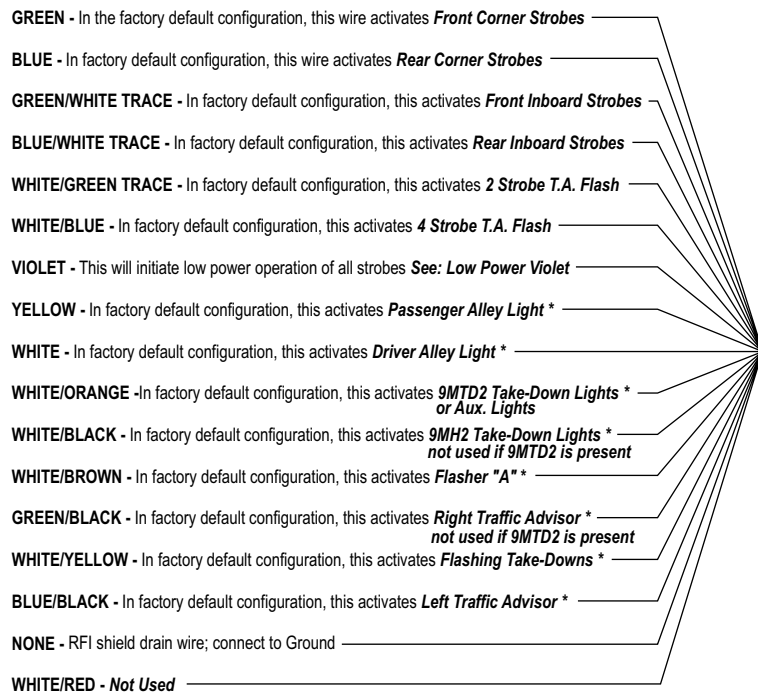 GREEN - In the factory default configuration, this wire activates Front Corner Strobes
BLUE - In factory default configuration, this wire activates Rear Corner Strobes
GREEN/WHITE TRACE - In factory default configuration, this activates Front Inboard Strobes
BLUE/WHITE TRACE - In factory default configuration, this activates Rear Inboard Strobes
WHITE/GREEN TRACE - In factory default configuration, this activates 2 Strobe T.A. Flash
WHITE/BLUE - In factory default configuration, this activates 4 Strobe T.A. Flash
VIOLET - This will initiate low power operation of all strobes See: Low Power Violet
YELLOW - In factory default configuration, this activates Passenger Alley Light *
WHITE - In factory default configuration, this activates Driver Alley Light *
WHITE/ORANGE -In factory default configuration, this activates 9MTD2 Take-Down Lights *
or Aux. Lights
WHITE/BLACK - In factory default configuration, this activates 9MH2 Take-Down Lights *
not used if 9MTD2 is present
WHITE/BROWN - In factory default configuration, this activates Flasher "A" *
GREEN/BLACK - In factory default configuration, this activates Right Traffic Advisor *
not used if 9MTD2 is present
WHITE/YELLOW - In factory default configuration, this activates Flashing Take-Downs *
BLUE/BLACK - In factory default configuration, this activates Left Traffic Advisor *
NONE - RFI shield drain wire; connect to Ground
WHITE/RED - Not Used